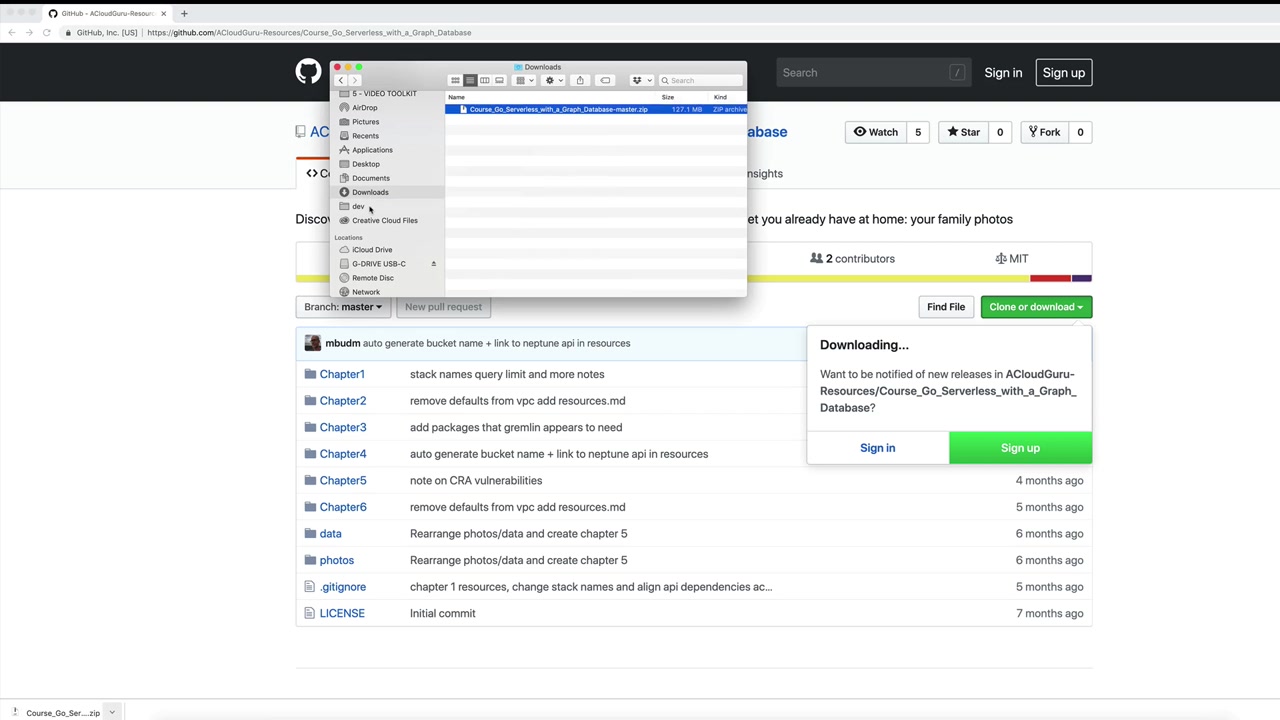 GitHub - ACloudGuru-Resourc
GitHub, Inc. [US] | https://github.com/ACloudGuru-Resources/Course_Go_Serverless_with_a_Graph_Database
Search /
Sign in Sign up
Downloads
Search
5 - VIDEO TOOLKIT
AirDrop
Pictures
Recents
Applications
Desktop
Documents
Downloads
dev
Creative Cloud Files
Locations
iCloud Drive
G-DRIVE USB-C
Remote Disc
Network
Name Size Kind
Course_Go_Serverless_with_a_Graph_Database-master.zip 127.1 MB ZIP archive
AC abase
Watch 5 Star 0 Fork 0
<> Co nsights
Discov et you already have at home: your family photos
2 contributors MIT
Branch: master New pull request Find File Clone or download
mbudm auto generate bucket name + link to neptune api in resources
Downloading...
Want to be notified of new releases in ACloudGuru-
Resources/Course_Go_Serverless_with_a_Graph_
Database?
Sign in Sign up
Chapter1 stack names query limit and more notes
Chapter2 remove defaults from vpc add resources.md
Chapter3 add packages that gremlin appears to need
Chapter4 auto generate bucket name + link to neptune api in resources
Chapter5 note on CRA vulnerabilities 4 months ago
Chapter6 remove defaults from vpc add resources.md 5 months ago
data Rearrange photos/data and create chapter 5 6 months ago
photos Rearrange photos/data and create chapter 5 6 months ago
.gitignore chapter 1 resources, change stack names and align api dependencies ac... 5 months ago
LICENSE Initial commit 7 months ago
Course_Go_Ser....zip